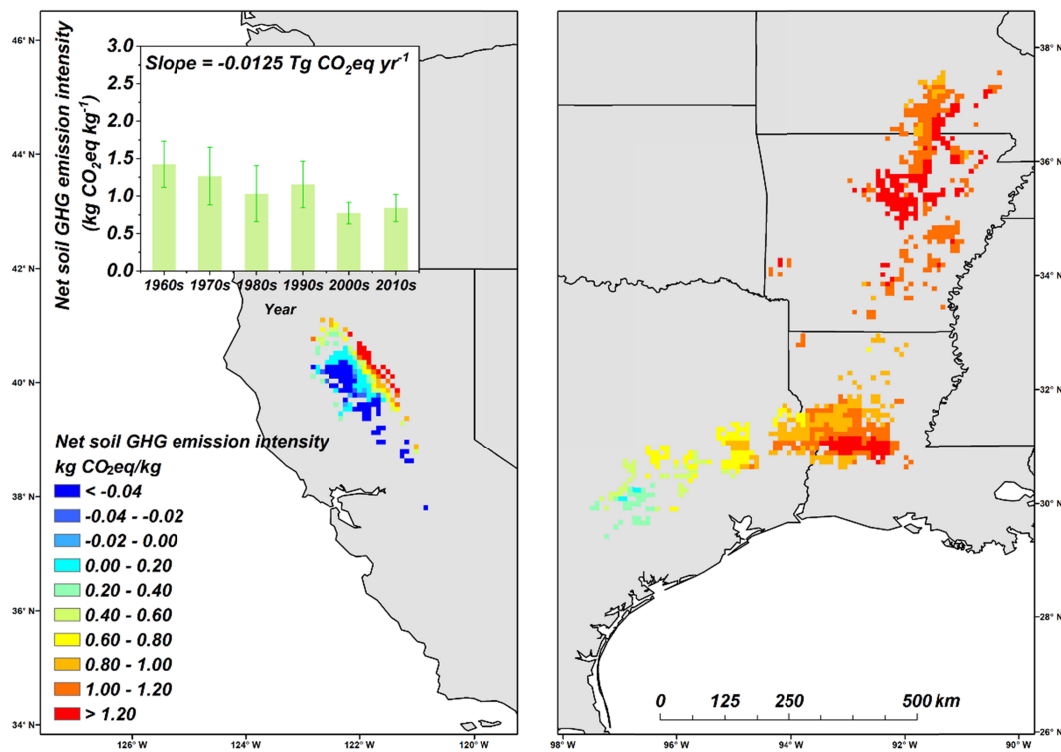 46° N
44° N
42° N
40° N
38° N
36° N
34° N
126° W
124° W
122° W
120° W
Net soil GHG emission intensity
(kg CO₂eq kg⁻¹)
3.0
2.5
2.0
1.5
1.0
0.5
0.0
Slope = -0.0125 Tg CO₂eq yr⁻¹
1960s 1970s 1980s 1990s 2000s 2010s
Year
Net soil GHG emission intensity
kg CO₂eq/kg
< -0.04
-0.04 - -0.02
-0.02 - 0.00
0.00 - 0.20
0.20 - 0.40
0.40 - 0.60
0.60 - 0.80
0.80 - 1.00
1.00 - 1.20
> 1.20
38° N
36° N
34° N
32° N
30° N
28° N
26° N
0 125 250 500 km
98° W
96° W
94° W
92° W
90° W